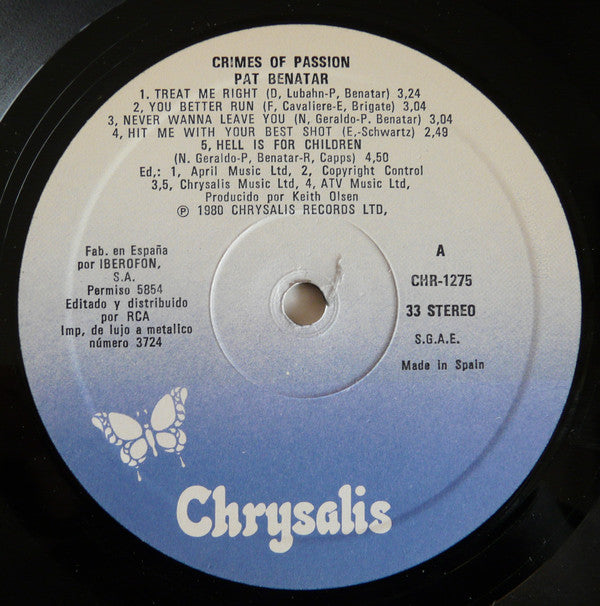 CRIMES OF PASSION
PAT BENATAR
1. TREAT ME RIGHT (D, Lubahn-P, Benatar) 3,24
2. YOU BETTER RUN (F, Cavaliere-E, Brigate) 3,04
3. NEVER WANNA LEAVE YOU (N, Geraldo-P. Benatar) 3,04
4. HIT ME WITH YOUR BEST SHOT (E,-Schwartz) 2,49
5, HELL IS FOR CHILDREN
(N. Geraldo-P, Benatar-R, Capps) 4,50
Ed,: 1, April Music Ltd, 2, Copyright Control
3,5, Chrysalis Music Ltd, 4, ATV Music Ltd,
Producido por Keith Olsen
℗ 1980 CHRYSALIS RECORDS LTD,
Fab. en España
por IBEROFON,
S.A.
Permiso 5854
Editado y distribuido
por RCA
Imp, de lujo a metalico
número 3724
A
CHR-1275
33 STEREO
S.G.A.E.
Made in Spain
Chrysalis